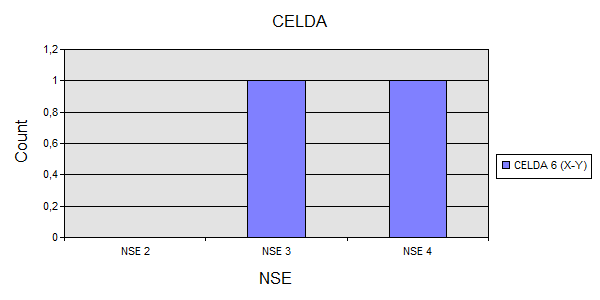 CELDA
1,2
1
0,8
0,6
0,4
0,2
0
Count
NSE 2
NSE 3
NSE 4
NSE
CELDA 6 (X-Y)